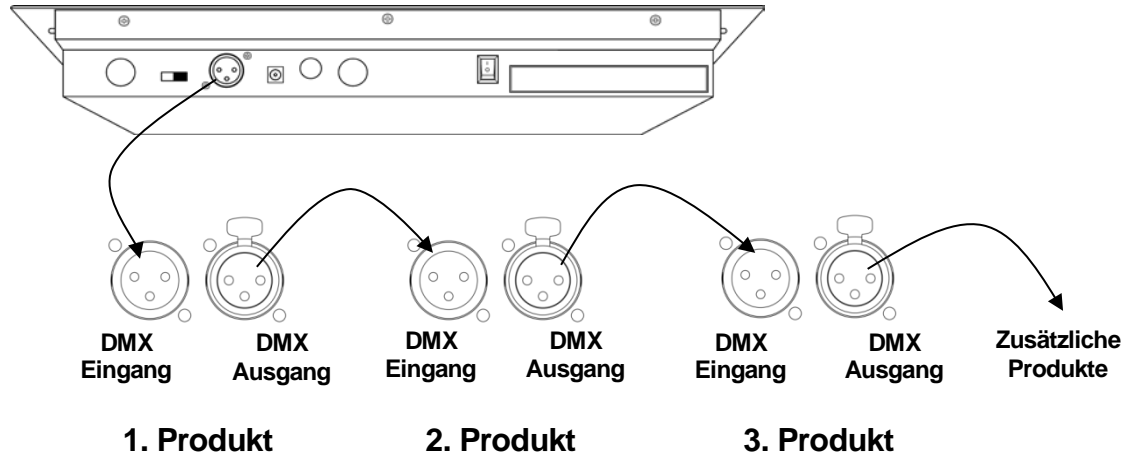 DMX
Eingang
DMX
Ausgang
DMX
Eingang
DMX
Ausgang
DMX
Eingang
DMX
Ausgang
Zusätzliche
Produkte
1. Produkt
2. Produkt
3. Produkt